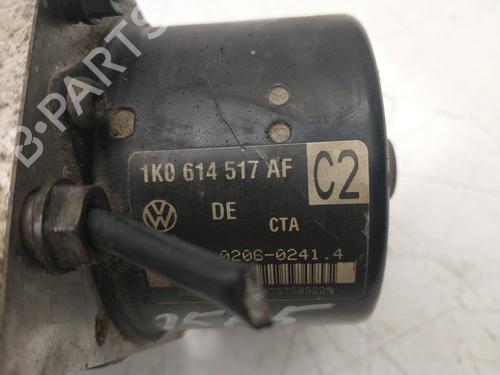 B-PARTS
1K0 614 517 AF
C2
DE
CTA
0206-0241.4